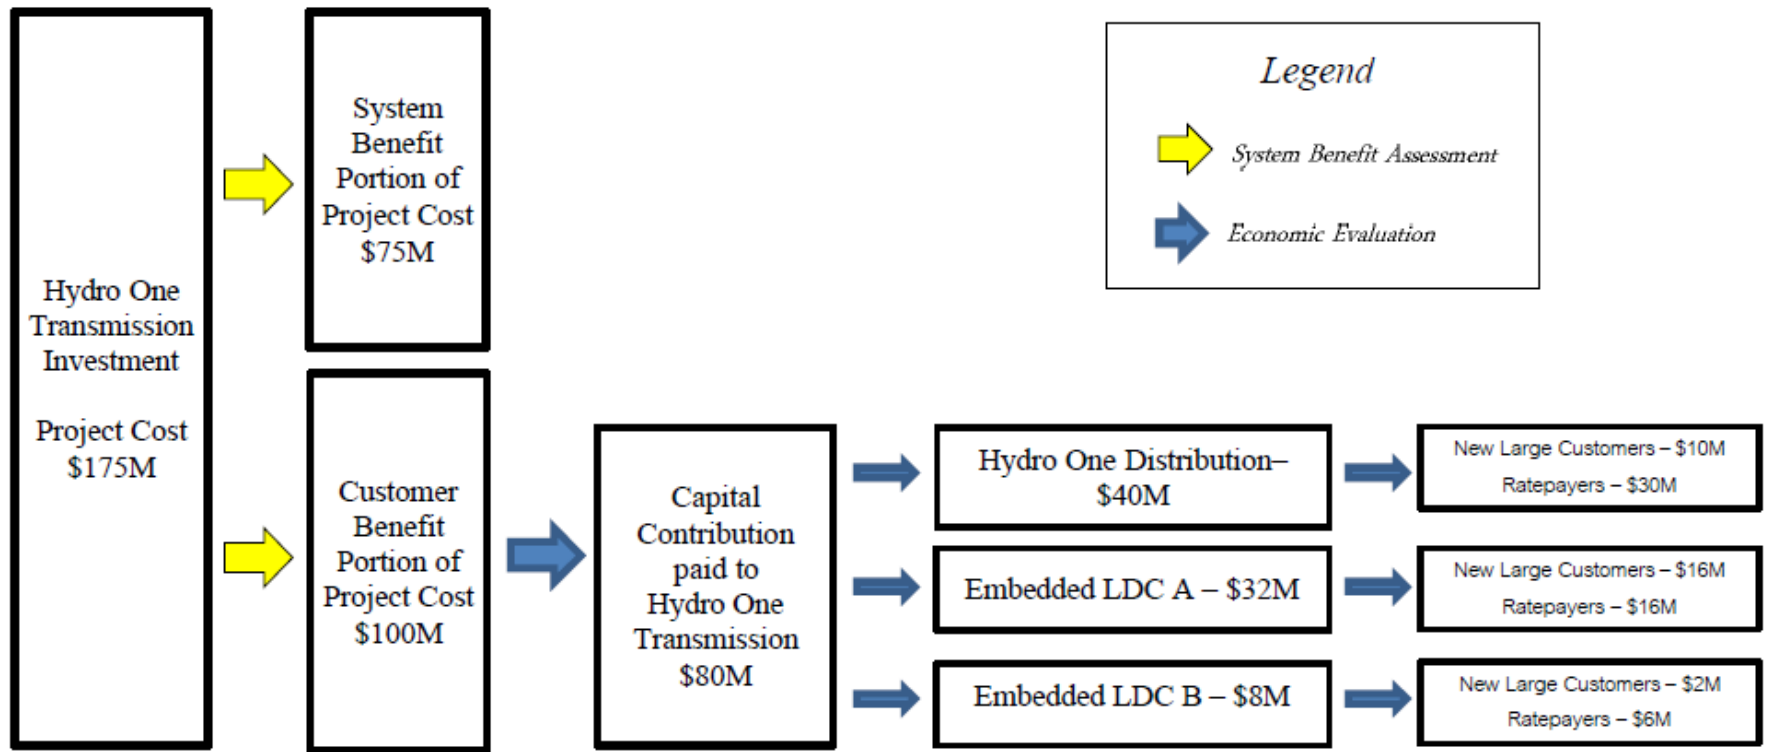 Hydro One
Transmission
Investment
Project Cost
$175M
System
Benefit
Portion of
Project Cost
$75M
Customer
Benefit
Portion of
Project Cost
$100M
Capital
Contribution
paid to
Hydro One
Transmission
$80M
Hydro One Distribution–
$40M
Embedded LDC A – $32M
Embedded LDC B – $8M
New Large Customers – $10M
Ratepayers – $30M
New Large Customers – $16M
Ratepayers – $16M
New Large Customers – $2M
Ratepayers – $6M
Legend
System Benefit Assessment
Economic Evaluation